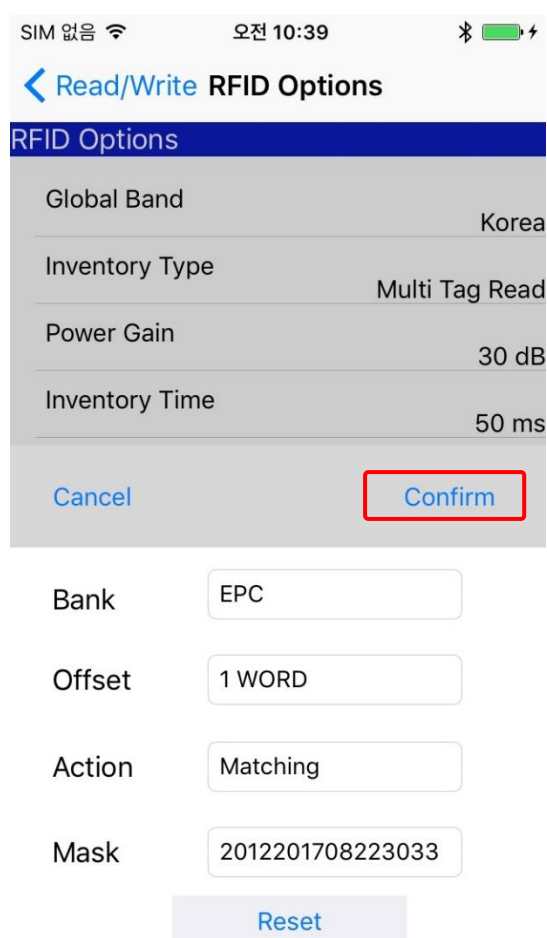 SIM 없음 오전 10:39
Read/Write RFID Options
RFID Options
Global Band
Korea
Inventory Type
Multi Tag Read
Power Gain
30 dB
Inventory Time
50 ms
Cancel Confirm
Bank EPC
Offset 1 WORD
Action Matching
Mask 2012201708223033
Reset